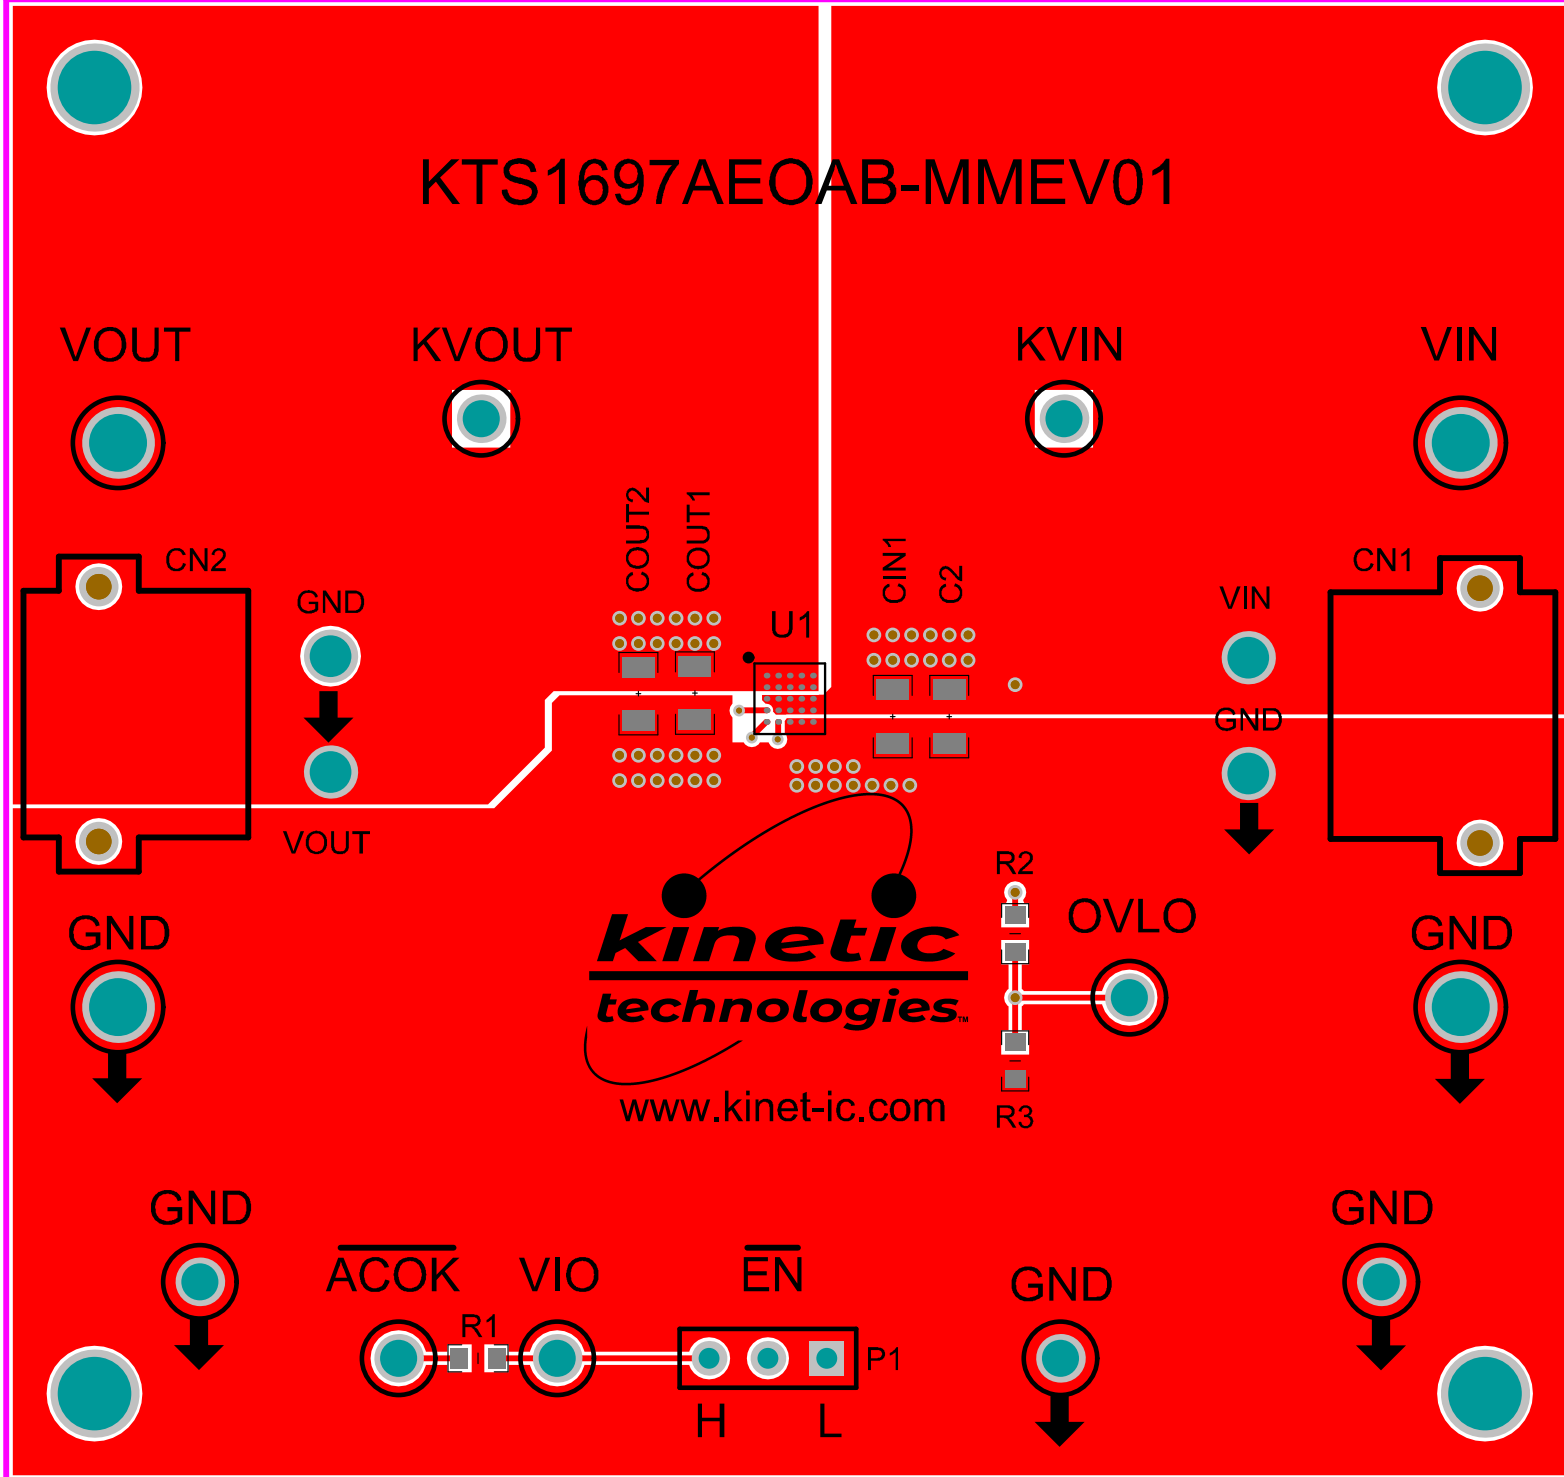 KTS1697AEOAB-MMEV01
VOUT
KVOUT
KVIN
VIN
COUT2
COUT1
CIN1
C2
CN2
CN1
GND
VIN
U1
GND
VOUT
R2
GND
OVLO
GND
kinetic
technologies™
www.kinet-ic.com
R3
GND
GND
ACOK
VIO
EN
GND
R1
P1
H
L